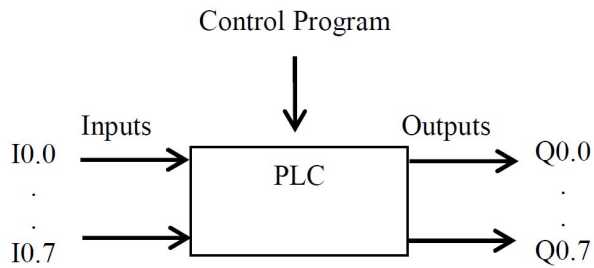 Control Program
Inputs
Outputs
I0.0
PLC
Q0.0
.
.
.
.
I0.7
Q0.7